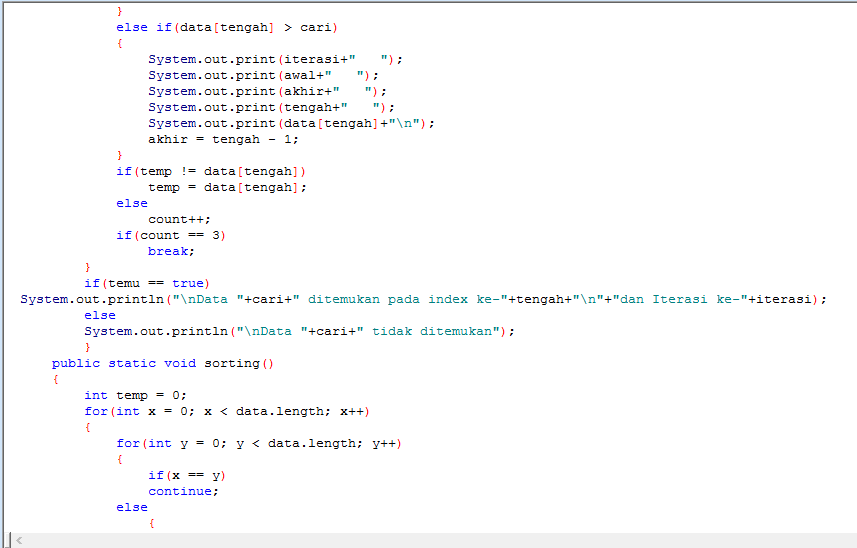 }
            else if(data[tengah] > cari)
            {
                System.out.print(iterasi+"   ");
                System.out.print(awal+"   ");
                System.out.print(akhir+"   ");
                System.out.print(tengah+"   ");
                System.out.print(data[tengah]+"\n");
                akhir = tengah - 1;
            }
            if(temp != data[tengah])
                temp = data[tengah];
            else
                count++;
            if(count == 3)
                break;
        }
        if(temu == true)
System.out.println("\nData "+cari+" ditemukan pada index ke-"+tengah+"\n"+"dan Iterasi ke-"+iterasi);
        else
        System.out.println("\nData "+cari+" tidak ditemukan");
        }
    public static void sorting()
    {
        int temp = 0;
        for(int x = 0; x < data.length; x++)
        {
            for(int y = 0; y < data.length; y++)
            {
                if(x == y)
                continue;
            else
                {